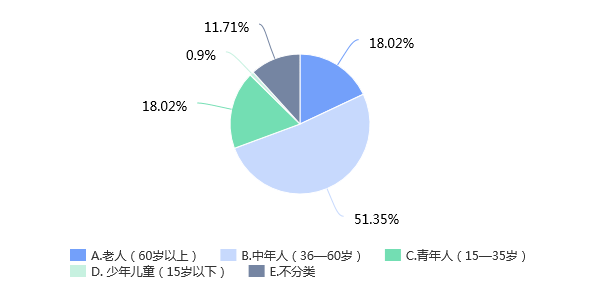 11.71%
18.02%
0.9%
18.02%
51.35%
A.老人（60岁以上） B.中年人（36—60岁） C.青年人（15—35岁）
D. 少年儿童（15岁以下） E.不分类